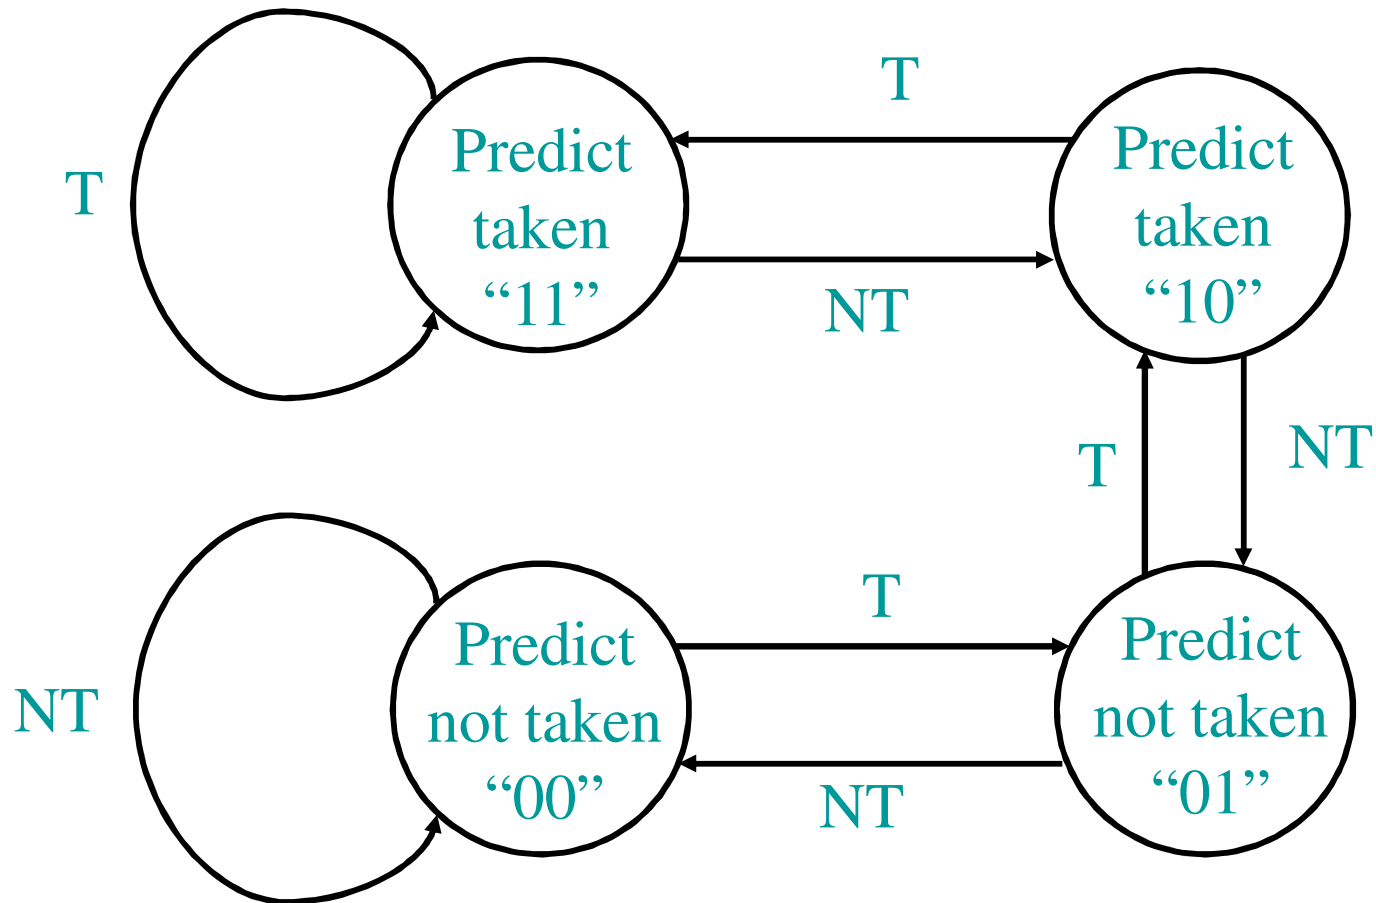 T
Predict
taken
“11”
T
NT
Predict
taken
“10”
T
NT
NT
Predict
not taken
“00”
T
NT
Predict
not taken
“01”